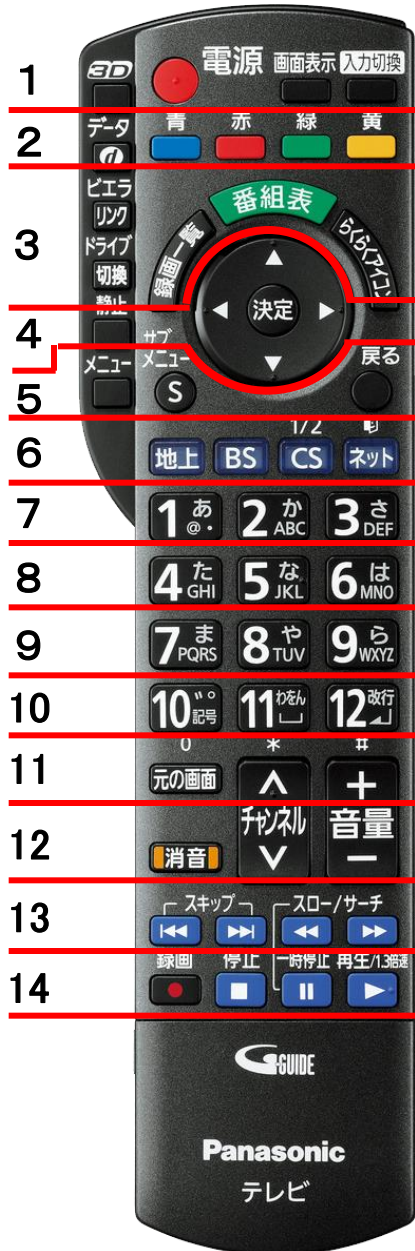 3D
1
電源 画面表示 入力切換
データ
青 赤 緑 黄
2
d
ビエラ
リンク
番組表
録画一覧
らくらくアイコン
3
ドライブ
切換
決定
静止
4
サブ
メニュー
メニュー
戻る
S
5
1/2
6
地上 BS CS ネット
7
1 あ @. 2 か ABC 3 さ DEF
8
4 た GHI 5 な JKL 6 は MNO
9
7 ま PQRS 8 や TUV 9 ら WXYZ
10
10 ゛゜ 記号 11 わをん 12 改行
0 * #
11
元の画面
+
チャンネル 音量
12
消音
−
13
スキップ スロー/サーチ
録画 停止 一時停止 再生/1.3倍速
14
G-GUIDE
Panasonic
テレビ